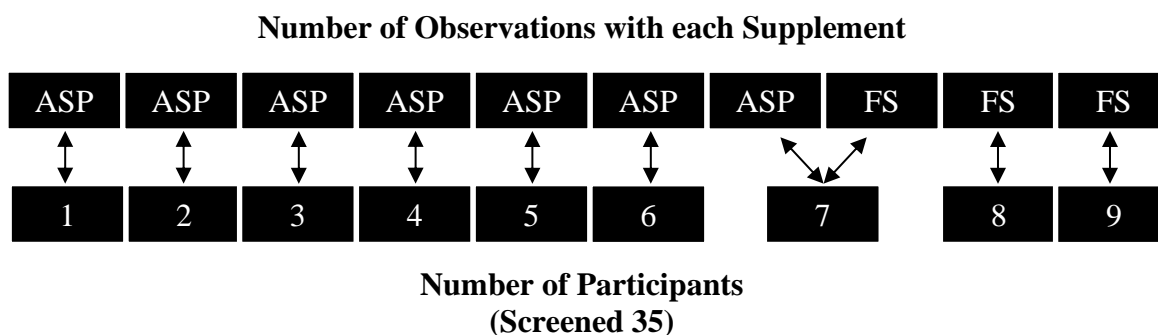 Number of Observations with each Supplement
ASP ASP ASP ASP ASP ASP ASP FS FS FS
1 2 3 4 5 6 7 8 9
Number of Participants
(Screened 35)